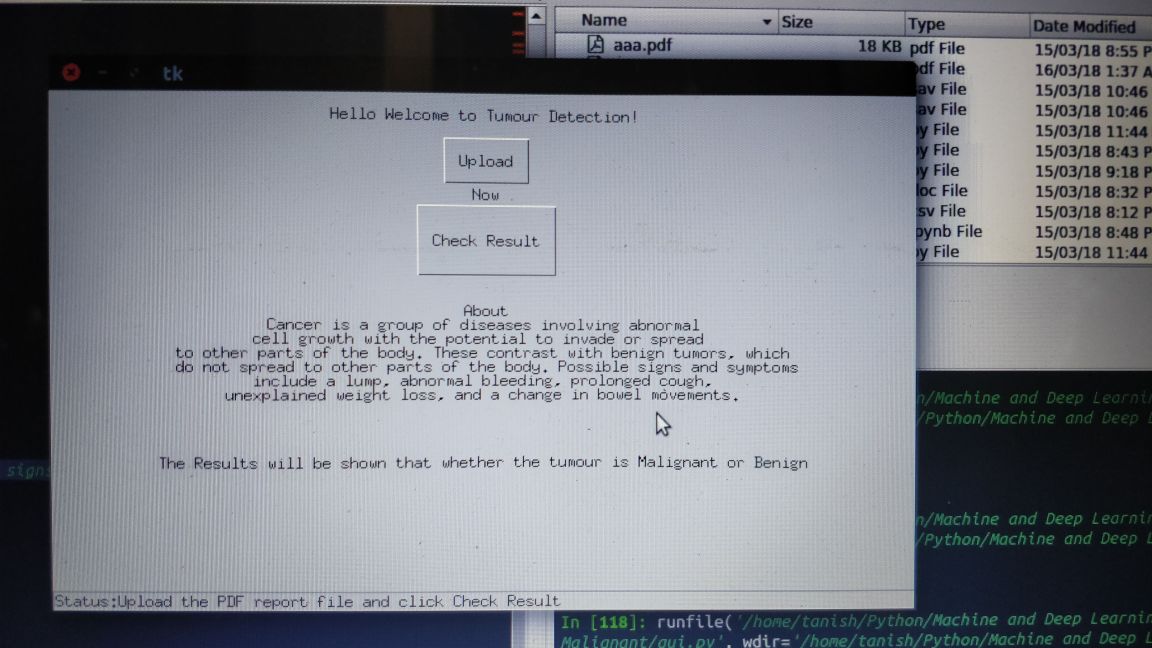 Name Size Type Date Modified
aaa.pdf 18 KB pdf File 15/03/18 8:55 P
pdf File 16/03/18 1:37 A
av File 15/03/18 10:46
av File 15/03/18 10:46
py File 15/03/18 11:44
py File 15/03/18 8:43 P
py File 15/03/18 9:18 P
doc File 15/03/18 8:32 P
csv File 15/03/18 8:12 P
pynb File 15/03/18 8:48 P
py File 15/03/18 11:44
tk
Hello Welcome to Tumour Detection!
Upload
Now
Check Result
About
Cancer is a group of diseases involving abnormal
cell growth with the potential to invade or spread
to other parts of the body. These contrast with benign tumors, which
do not spread to other parts of the body. Possible signs and symptoms
include a lump, abnormal bleeding, prolonged cough,
unexplained weight loss, and a change in bowel movements.
The Results will be shown that whether the tumour is Malignant or Benign
Status:Upload the PDF report file and click Check Result
signs
n/Machine and Deep Learnin
/Python/Machine and Deep L
n/Machine and Deep Learnin
/Python/Machine and Deep L
In [118]: runfile('/home/tanish/Python/Machine and Deep Learnin
Malignant/gui.py', wdir='/home/tanish/Python/Machine and Deep L